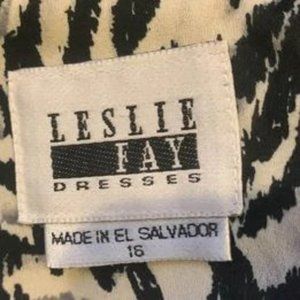 LESLIE
FAY
DRESSES
MADE IN EL SALVADOR
16